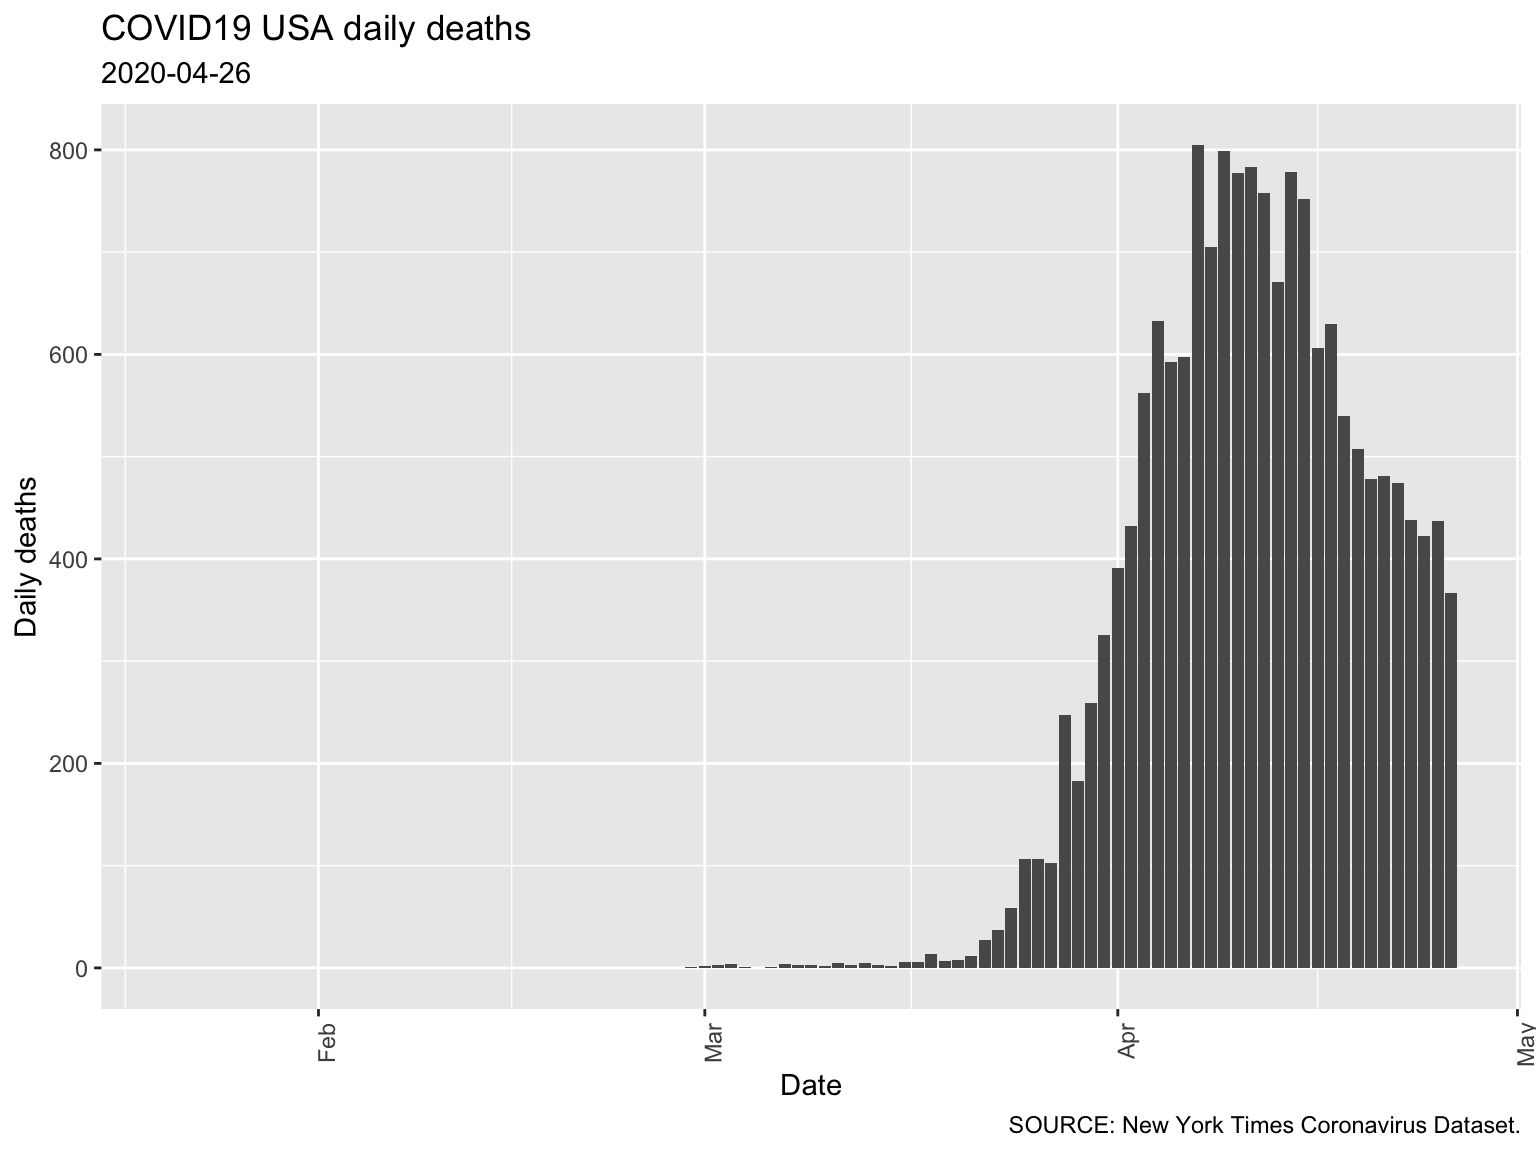 COVID19 USA daily deaths
2020-04-26
Daily deaths
800
600
400
200
0
Feb
Mar
Apr
May
Date
SOURCE: New York Times Coronavirus Dataset.